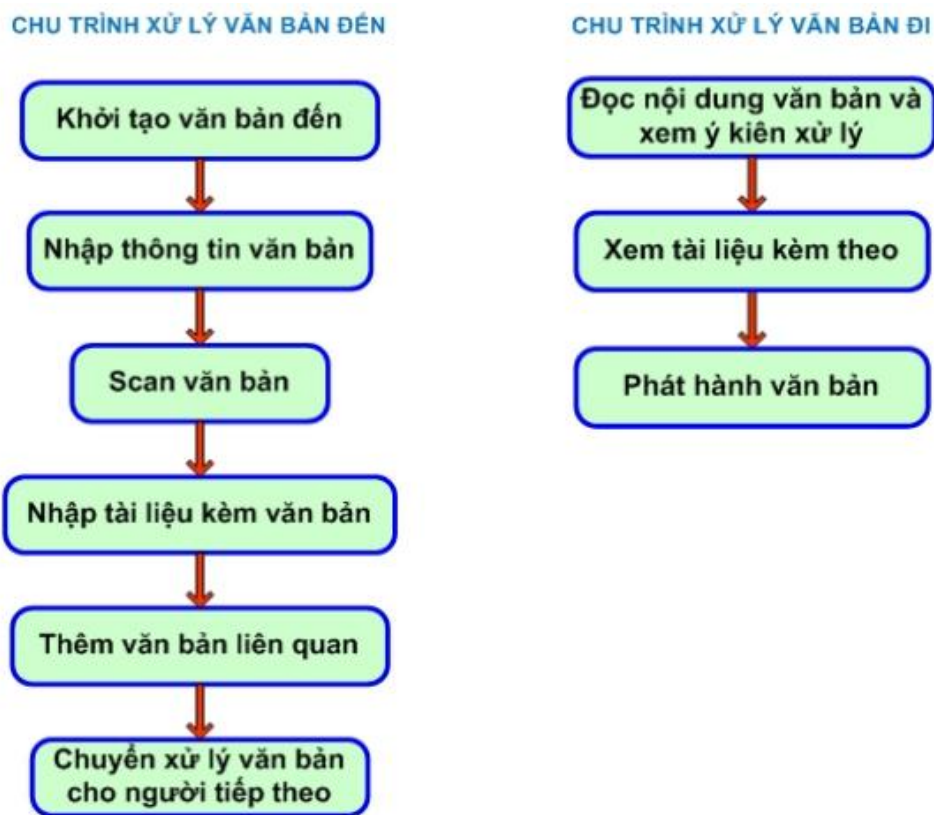 CHU TRÌNH XỬ LÝ VĂN BẢN ĐẾN
Khởi tạo văn bản đến
Nhập thông tin văn bản
Scan văn bản
Nhập tài liệu kèm văn bản
Thêm văn bản liên quan
Chuyển xử lý văn bản
cho người tiếp theo
CHU TRÌNH XỬ LÝ VĂN BẢN ĐI
Đọc nội dung văn bản và
xem ý kiên xử lý
Xem tài liệu kèm theo
Phát hành văn bản